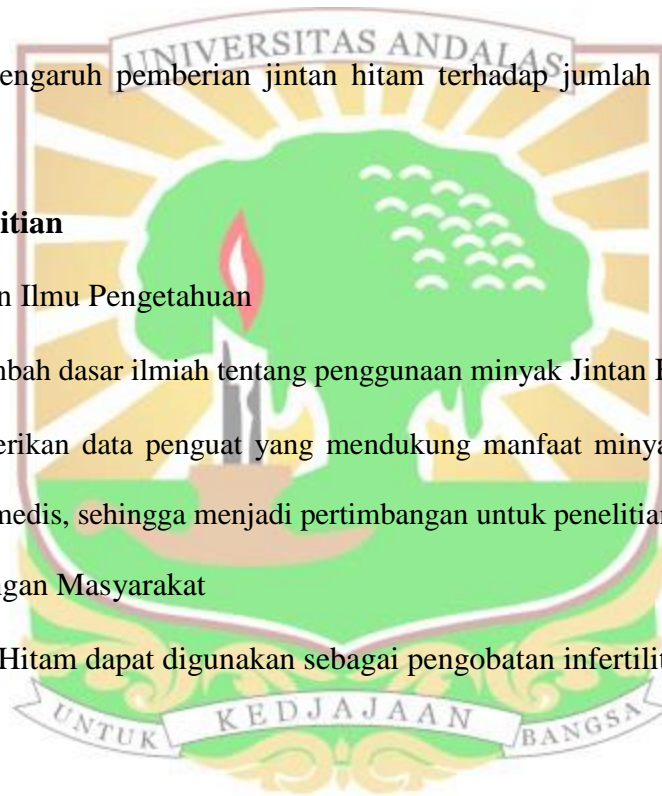 UNIVERSITAS ANDALAS
engaruh pemberian jintan hitam terhadap jumlah
itian
n Ilmu Pengetahuan
nbah dasar ilmiah tentang penggunaan minyak Jintan H
erikan data penguat yang mendukung manfaat minya
medis, sehingga menjadi pertimbangan untuk penelitian
ngan Masyarakat
Hitam dapat digunakan sebagai pengobatan infertilit
UNTUK KEDJAJAAN BANGSA